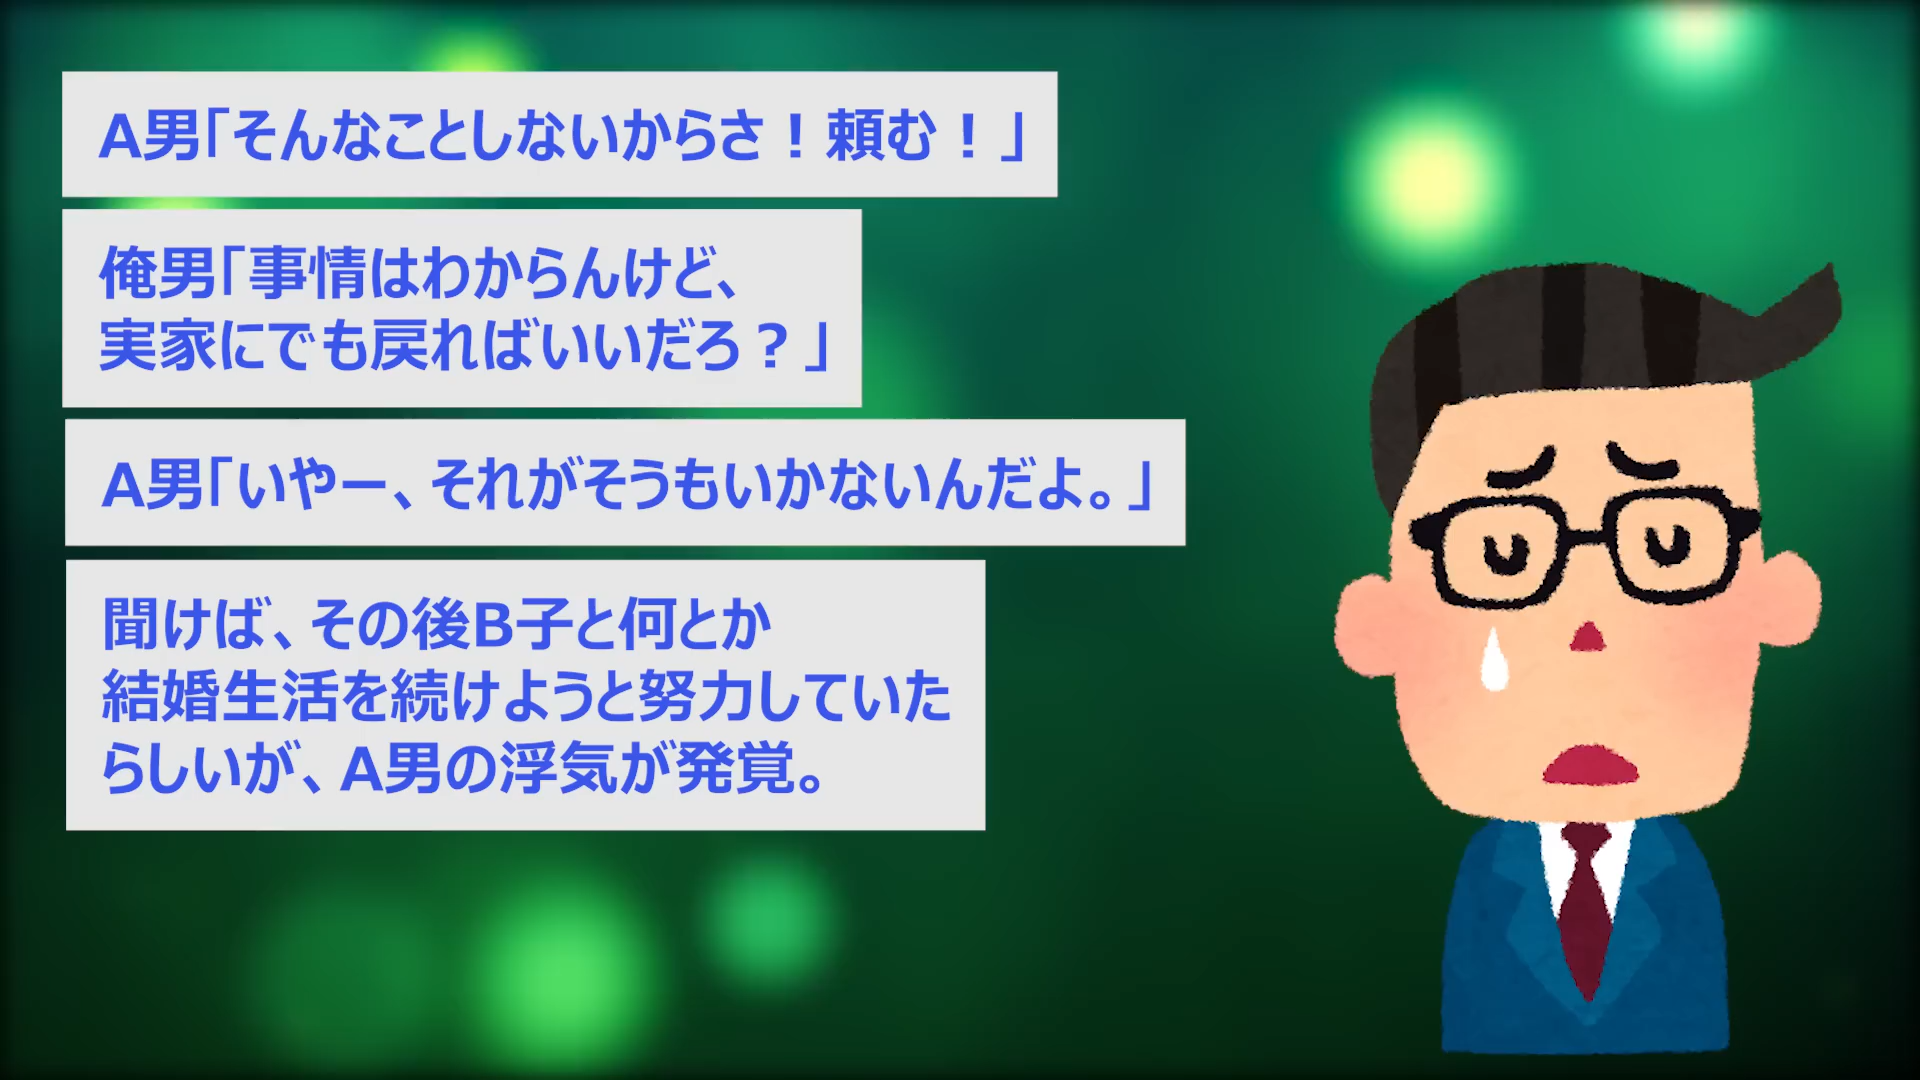 A男「そんなことしないからさ！頼む！」
俺男「事情はわからんけど、
実家にでも戻ればいいだろ？」
A男「いやー、それがそうもいかないんだよ。」
聞けば、その後B子と何とか
結婚生活を続けようと努力していた
らしいが、A男の浮気が発覚。